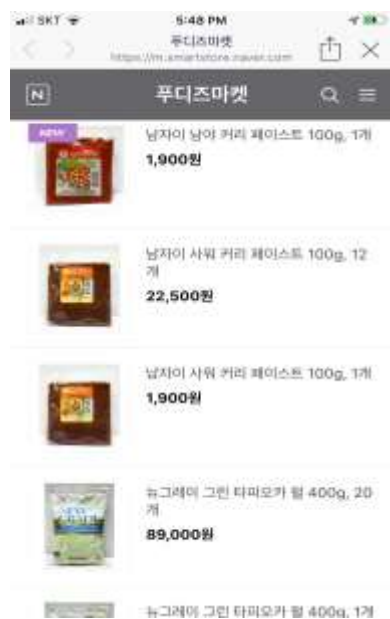 SKT
5:48 PM
푸디즈마켓
https://m.smartstore.naver.com
N
푸디즈마켓
NEW
남자이 남야 커리 페이스트 100g, 1개
1,900원
남자이 사워 커리 페이스트 100g, 12
개
22,500원
남자이 사워 커리 페이스트 100g, 1개
1,900원
뉴그레이 그린 타피오카 펄 400g, 20
개
89,000원
뉴그레이 그린 타피오카 펄 400g, 1개